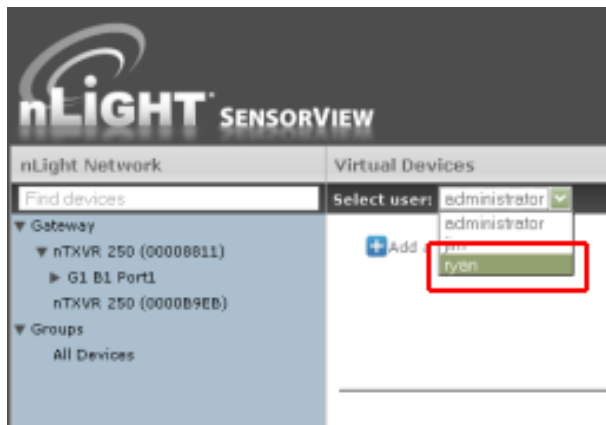 nLIGHT SENSORVIEW
nLight Network
Virtual Devices
Find devices
Select user: administrator
▼ Gateway
▼ nTXVR 250 (00008811)
▶ G1 B1 Port1
nTXVR 250 (0000B9EB)
▼ Groups
All Devices
administrator
Add
ryan